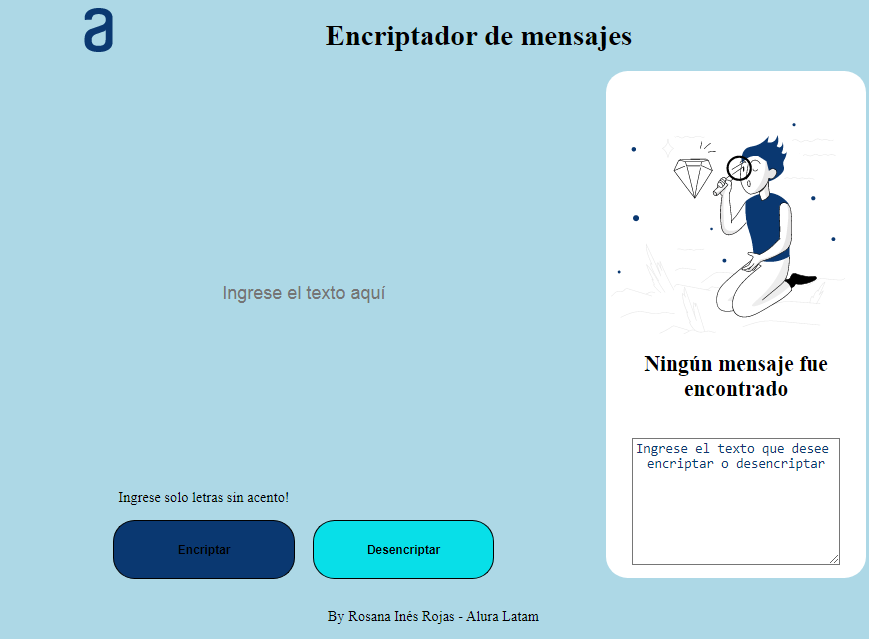 a
Encriptador de mensajes
Ingrese el texto aquí
Ningún mensaje fue
encontrado
Ingrese el texto que desee
encriptar o desencriptar
Ingrese solo letras sin acento!
Encriptar
Desencriptar
By Rosana Inés Rojas - Alura Latam